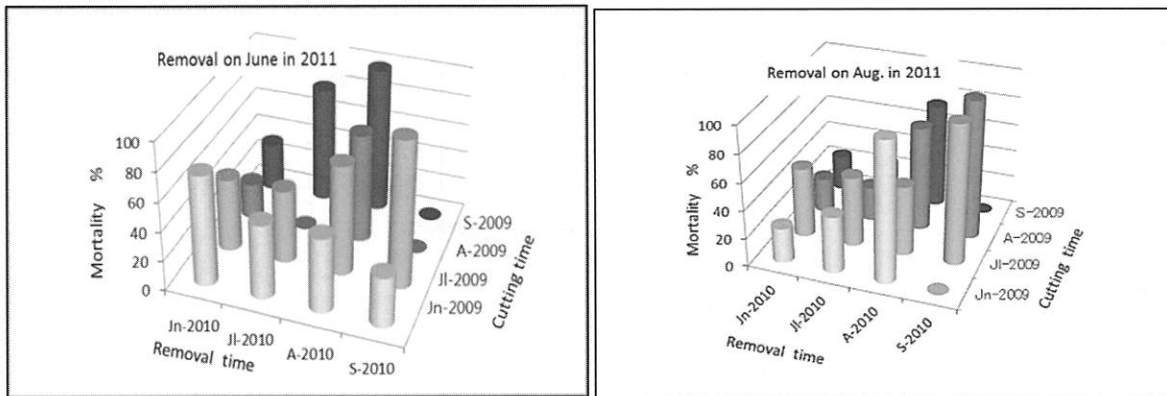 Removal on June in 2011
Mortality %
100
80
60
40
20
0
Jn-2010
Jl-2010
A-2010
S-2010
Removal time
S-2009
A-2009
Jl-2009
Jn-2009
Cutting time
Removal on Aug. in 2011
Mortality %
100
80
60
40
20
0
Jn-2010
Jl-2010
A-2010
S-2010
Removal time
S-2009
A-2009
Jl-2009
Jn-2009
Cutting time